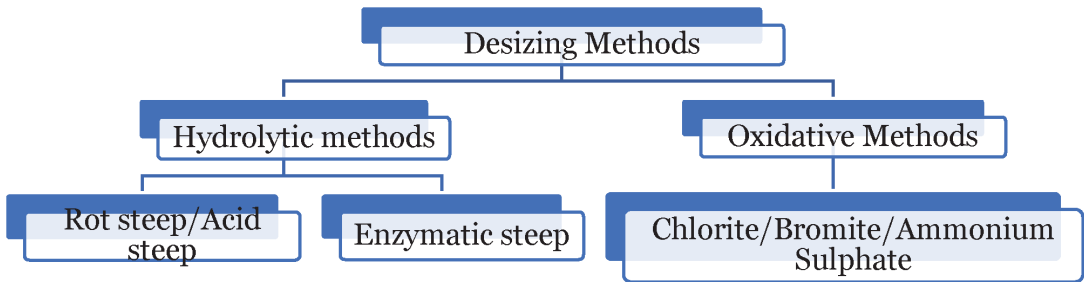 Desizing Methods
Hydrolytic methods
Oxidative Methods
Rot steep/Acid
steep
Enzymatic steep
Chlorite/Bromite/Ammonium
Sulphate